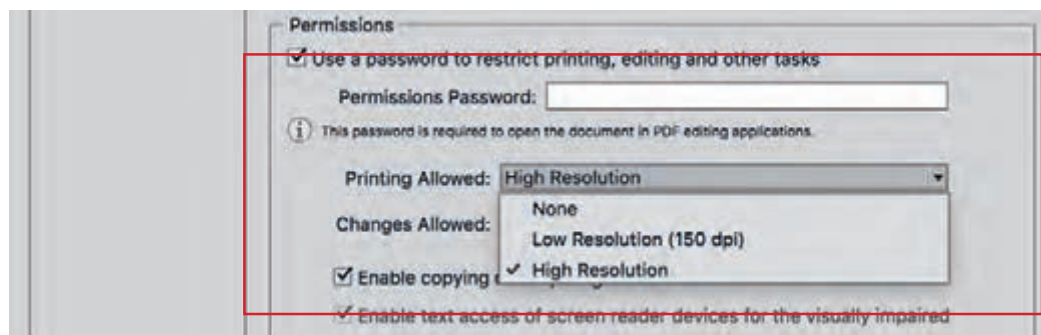 Permissions
Use a password to restrict printing, editing and other tasks
Permissions Password:
This password is required to open the document in PDF editing applications.
Printing Allowed: High Resolution
None
Changes Allowed:
Low Resolution (150 dpi)
High Resolution
Enable copying
Enable text access of screen reader devices for the visually impaired